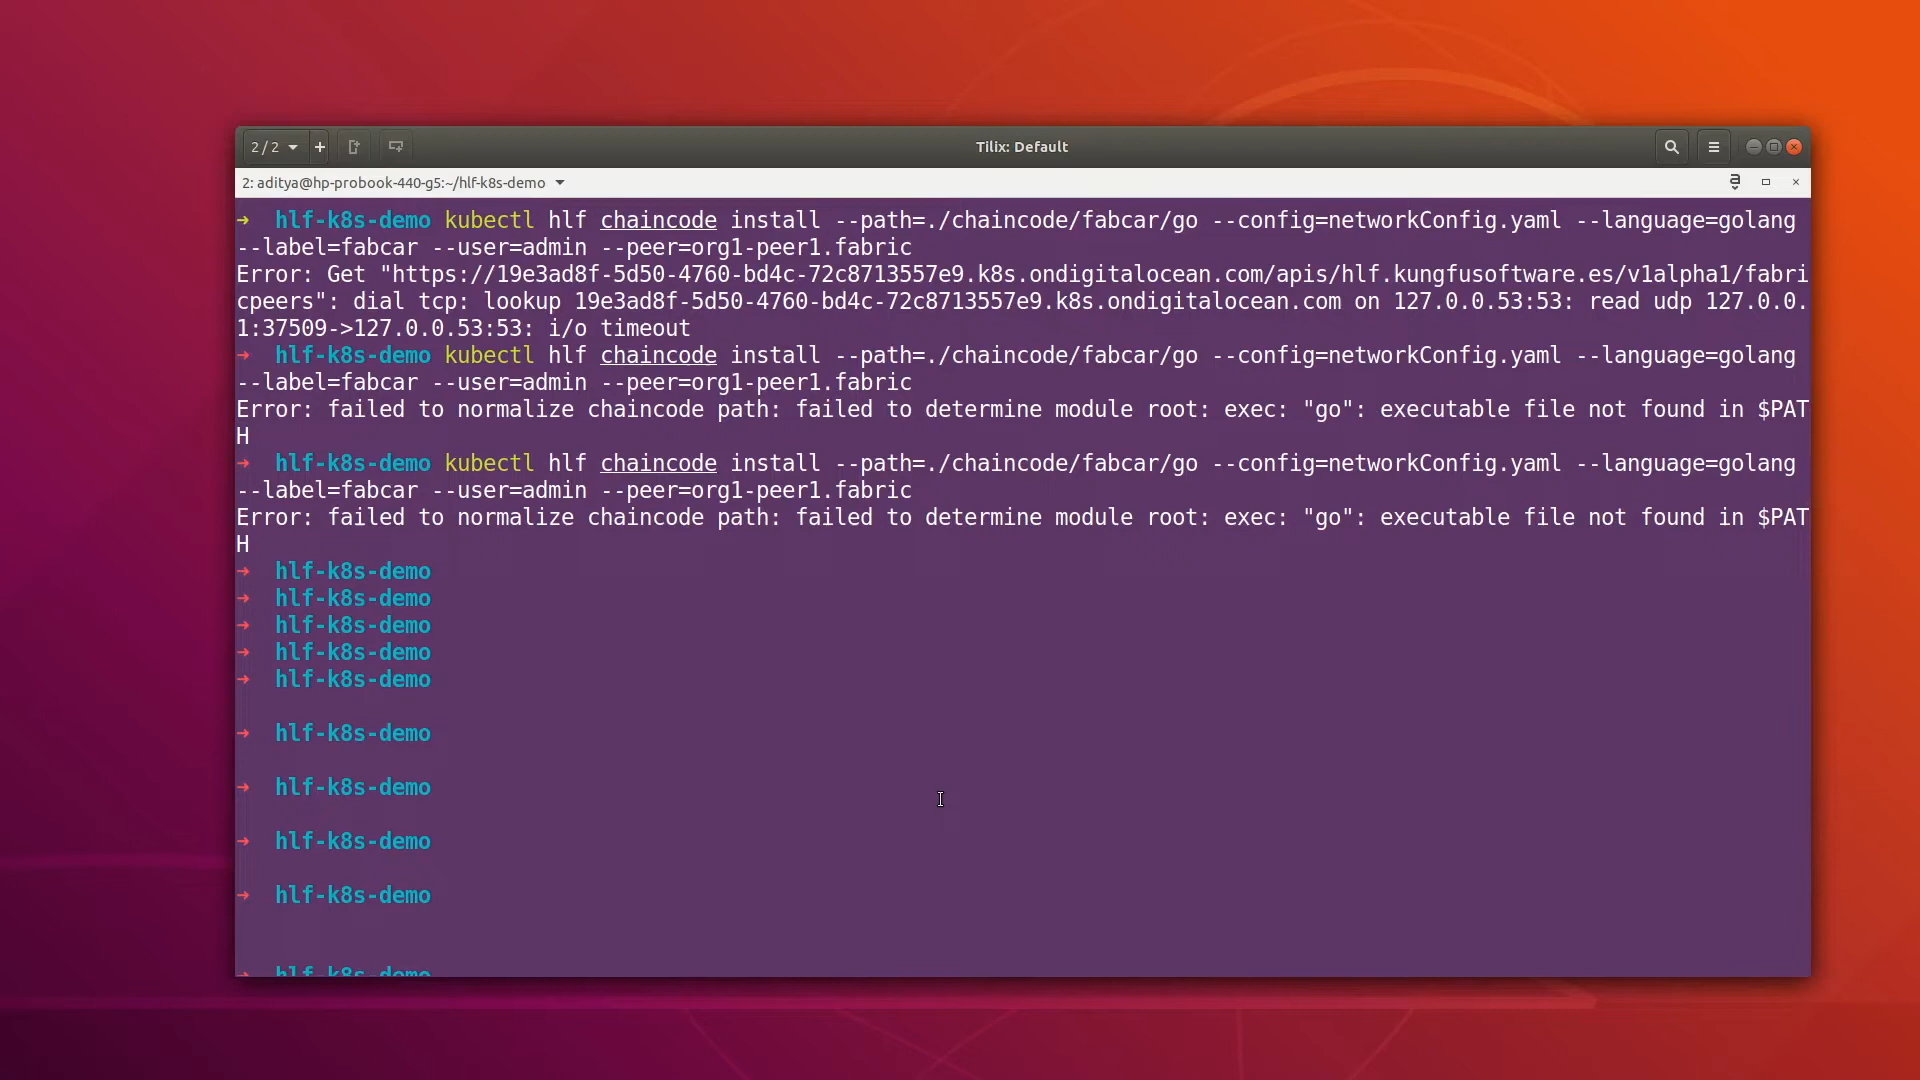 2 / 2
Tilix: Default
2: aditya@hp-probook-440-g5:~/hlf-k8s-demo
➜ hlf-k8s-demo kubectl hlf chaincode install --path=./chaincode/fabcar/go --config=networkConfig.yaml --language=golang
--label=fabcar --user=admin --peer=org1-peer1.fabric
Error: Get "https://19e3ad8f-5d50-4760-bd4c-72c8713557e9.k8s.ondigitalocean.com/apis/hlf.kungfusoftware.es/v1alpha1/fabri
cpeers": dial tcp: lookup 19e3ad8f-5d50-4760-bd4c-72c8713557e9.k8s.ondigitalocean.com on 127.0.0.53:53: read udp 127.0.0.
1:37509->127.0.0.53:53: i/o timeout
➜ hlf-k8s-demo kubectl hlf chaincode install --path=./chaincode/fabcar/go --config=networkConfig.yaml --language=golang
--label=fabcar --user=admin --peer=org1-peer1.fabric
Error: failed to normalize chaincode path: failed to determine module root: exec: "go": executable file not found in $PAT
H
➜ hlf-k8s-demo kubectl hlf chaincode install --path=./chaincode/fabcar/go --config=networkConfig.yaml --language=golang
--label=fabcar --user=admin --peer=org1-peer1.fabric
Error: failed to normalize chaincode path: failed to determine module root: exec: "go": executable file not found in $PAT
H
➜ hlf-k8s-demo
➜ hlf-k8s-demo
➜ hlf-k8s-demo
➜ hlf-k8s-demo
➜ hlf-k8s-demo
➜ hlf-k8s-demo
➜ hlf-k8s-demo
➜ hlf-k8s-demo
➜ hlf-k8s-demo
➜ hlf-k8s-demo